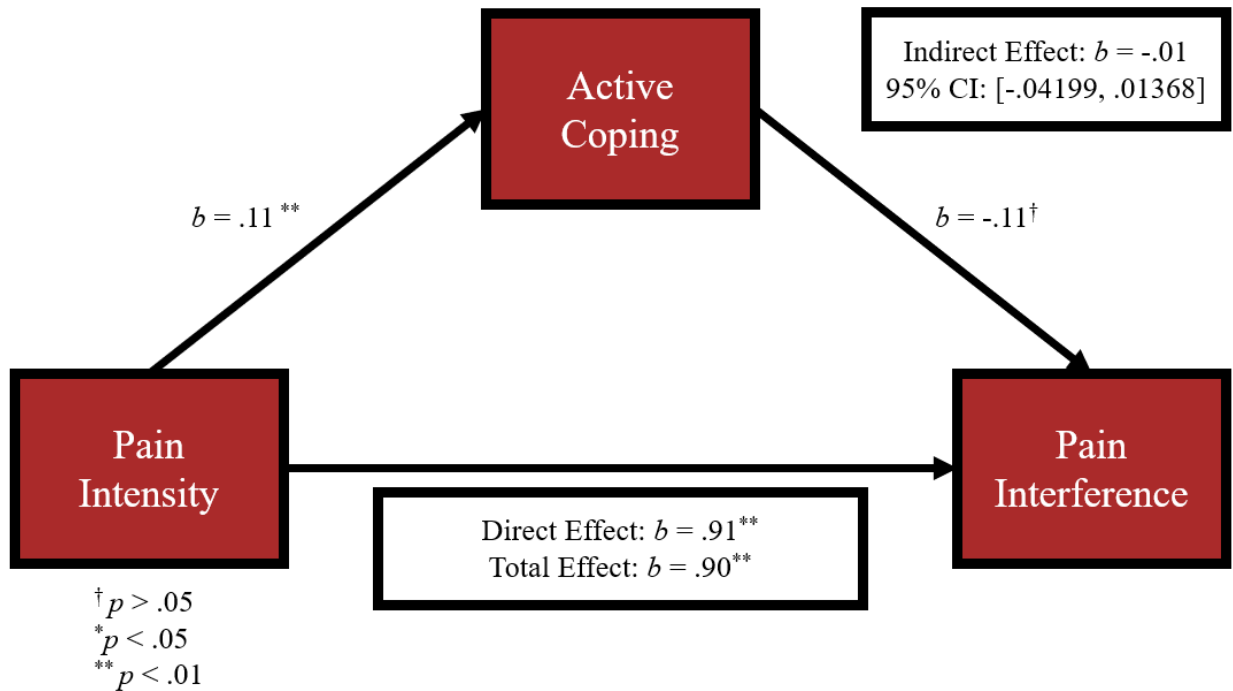 Active
Coping
Indirect Effect: b = -.01
95% CI: [-.04199, .01368]
b = .11 **
b = -.11†
Pain
Intensity
Pain
Interference
Direct Effect: b = .91**
Total Effect: b = .90**
† p > .05
*p < .05
** p < .01